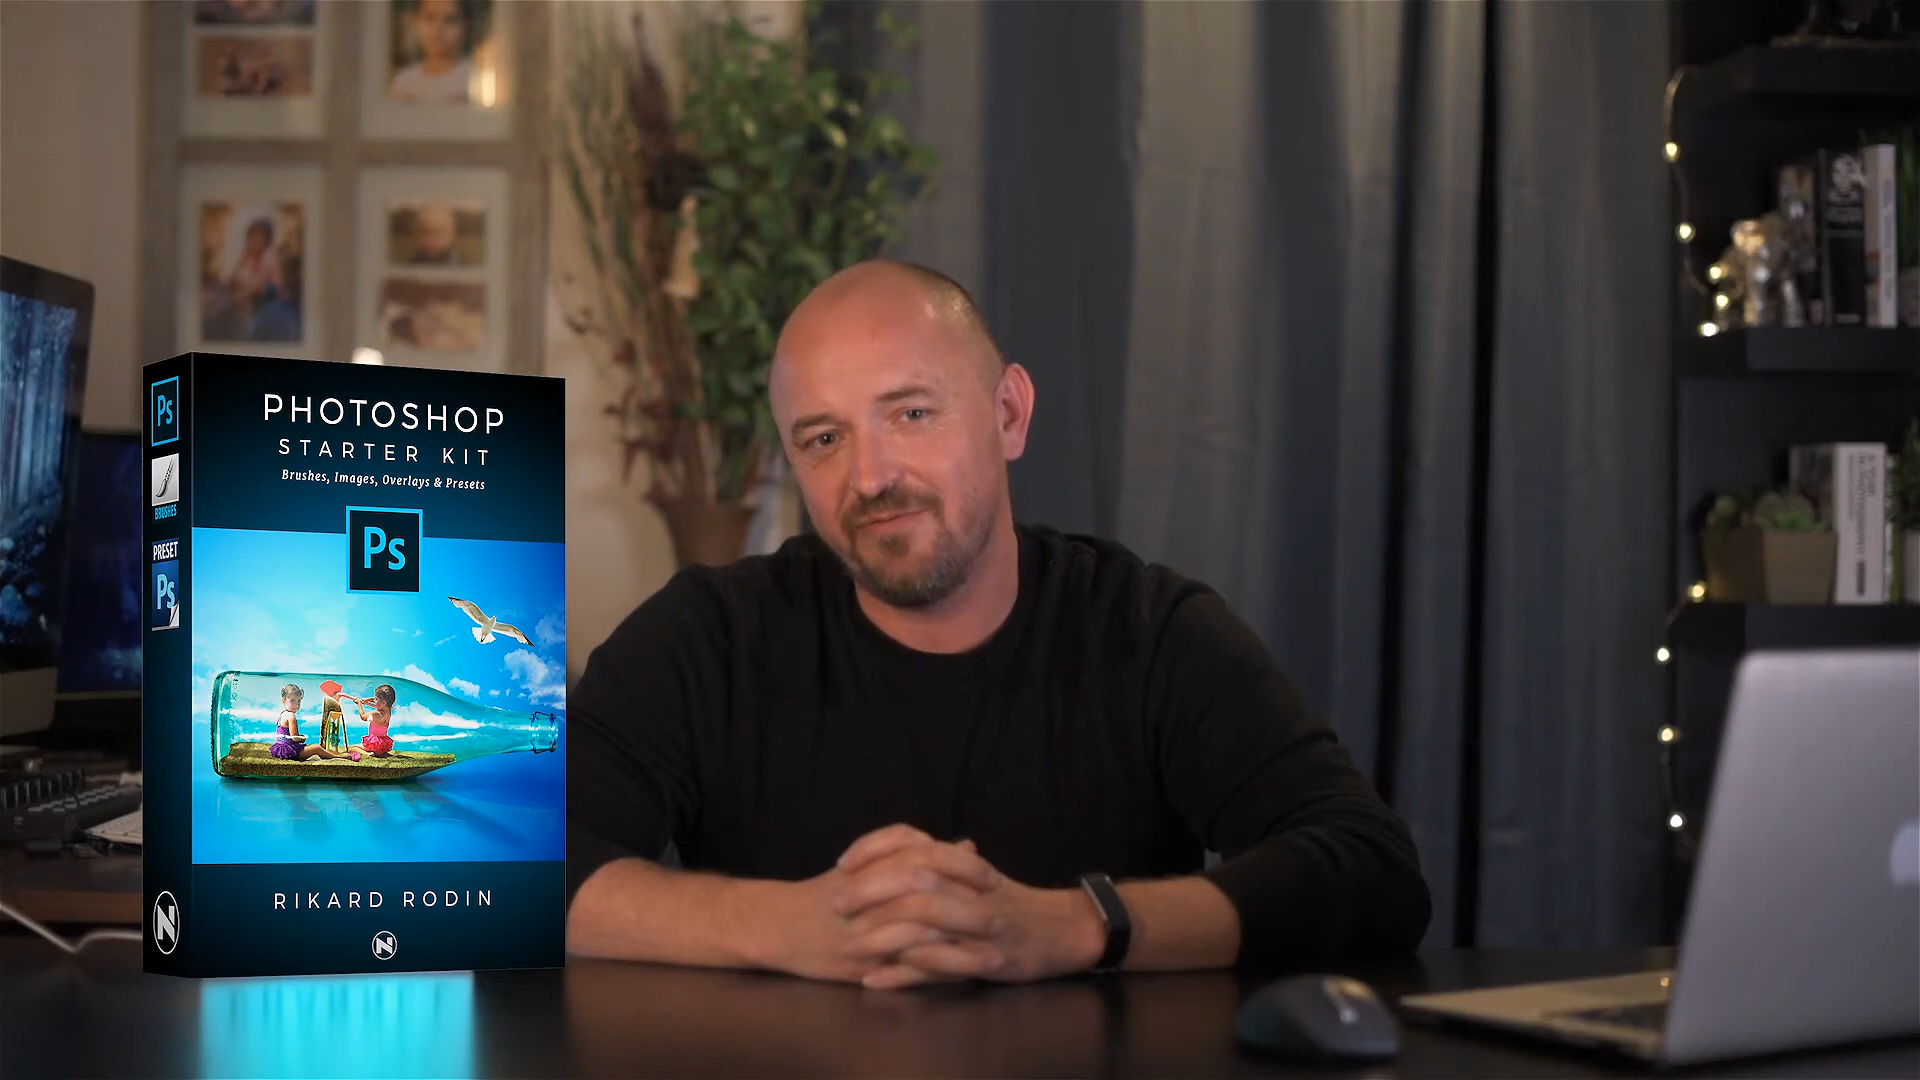 PHOTOSHOP
STARTER KIT
Brushes, Images, Overlays & Presets
Ps
RIKARD RODIN
N
Ps
BRUSHES
PRESET
Ps
N